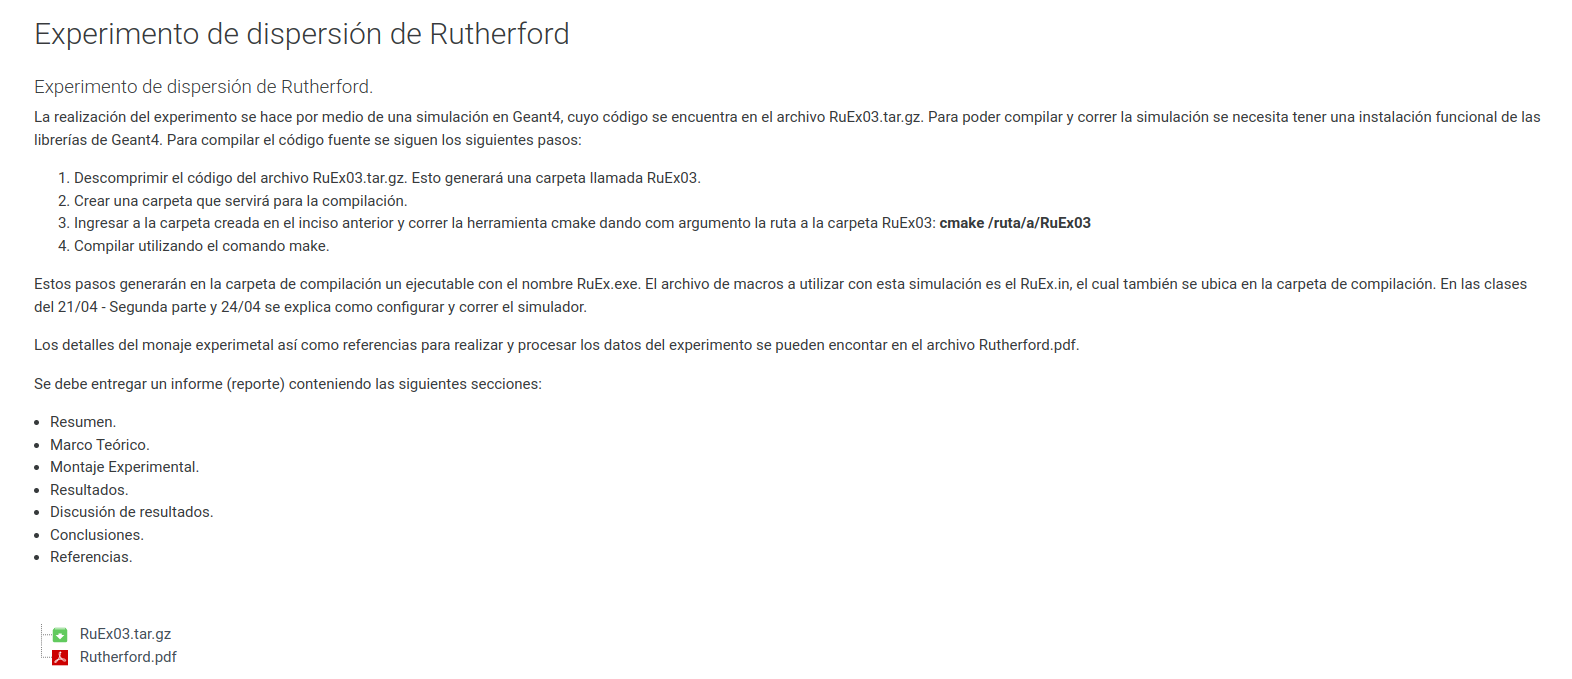 Experimento de dispersión de Rutherford
Experimento de dispersión de Rutherford.
La realización del experimento se hace por medio de una simulación en Geant4, cuyo código se encuentra en el archivo RuEx03.tar.gz. Para poder compilar y correr la simulación se necesita tener una instalación funcional de las
librerías de Geant4. Para compilar el código fuente se siguen los siguientes pasos:
1. Descomprimir el código del archivo RuEx03.tar.gz. Esto generará una carpeta llamada RuEx03.
2. Crear una carpeta que servirá para la compilación.
3. Ingresar a la carpeta creada en el inciso anterior y correr la herramienta cmake dando com argumento la ruta a la carpeta RuEx03: cmake /ruta/a/RuEx03
4. Compilar utilizando el comando make.
Estos pasos generarán en la carpeta de compilación un ejecutable con el nombre RuEx.exe. El archivo de macros a utilizar con esta simulación es el RuEx.in, el cual también se ubica en la carpeta de compilación. En las clases
del 21/04 - Segunda parte y 24/04 se explica como configurar y correr el simulador.
Los detalles del monaje experimetal así como referencias para realizar y procesar los datos del experimento se pueden encontar en el archivo Rutherford.pdf.
Se debe entregar un informe (reporte) conteniendo las siguientes secciones:
• Resumen.
• Marco Teórico.
• Montaje Experimental.
• Resultados.
• Discusión de resultados.
• Conclusiones.
• Referencias.
RuEx03.tar.gz
Rutherford.pdf